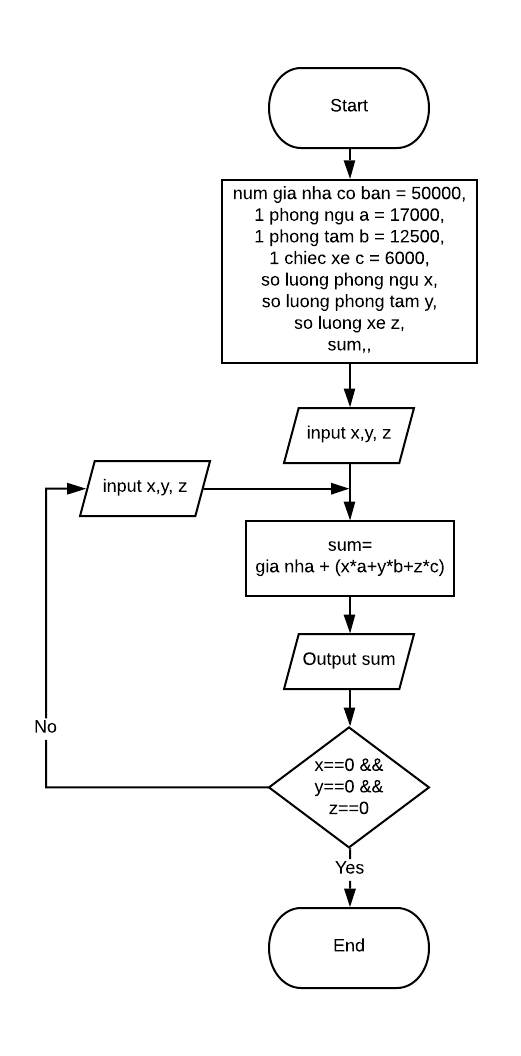 Start
num gia nha co ban = 50000,
1 phong ngu a = 17000,
1 phong tam b = 12500,
1 chiec xe c = 6000,
so luong phong ngu x,
so luong phong tam y,
so luong xe z,
sum,,
input x,y, z
input x,y, z
sum=
gia nha + (x*a+y*b+z*c)
Output sum
No
x==0 &&
y==0 &&
z==0
Yes
End